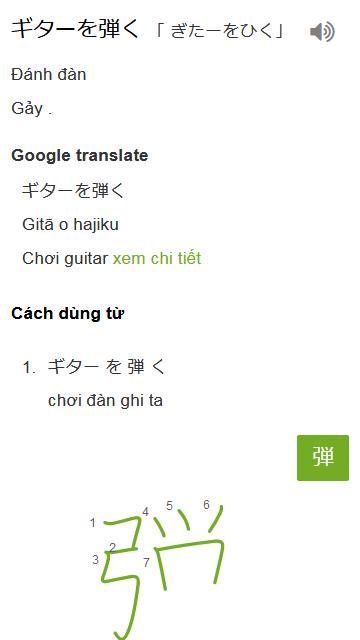 ギターを弾く 「 ぎたーをひく」
Đánh đàn
Gảy .
Google translate
ギターを弾く
Gitā o hajiku
Chơi guitar xem chi tiết
Cách dùng từ
1. ギター を 弾 く
chơi đàn ghi ta
弾
1 2 3 4 5 6 7